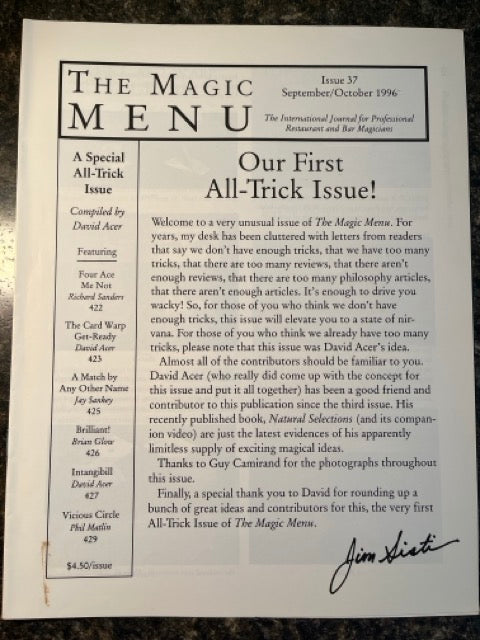 THE MAGIC
MENU
Issue 37
September/October 1996
The International Journal for Professional
Restaurant and Bar Magicians
A Special
All-Trick
Issue
Compiled by
David Acer
Featuring
Four Ace
Me Not
Richard Sanders
422
The Card Warp
Get-Ready
David Acer
423
A Match by
Any Other Name
Jay Sankey
425
Brilliant!
Brian Glow
426
Intangibill
David Acer
427
Vicious Circle
Phil Matlin
429
$4.50/issue
Our First
All-Trick Issue!
Welcome to a very unusual issue of The Magic Menu. For
years, my desk has been cluttered with letters from readers
that say we don't have enough tricks, that we have too many
tricks, that there are too many reviews, that there aren't
enough reviews, that there are too many philosophy articles,
that there aren't enough articles. It's enough to drive you
wacky! So, for those of you who think we don't have
enough tricks, this issue will elevate you to a state of nir-
vana. For those of you who think we already have too many
tricks, please note that this issue was David Acer's idea.
Almost all of the contributors should be familiar to you.
David Acer (who really did come up with the concept for
this issue and put it all together) has been a good friend and
contributor to this publication since the third issue. His
recently published book, Natural Selections (and its compan-
ion video) are just the latest evidences of his apparently
limitless supply of exciting magical ideas.
Thanks to Guy Camirand for the photographs throughout
this issue.
Finally, a special thank you to David for rounding up a
bunch of great ideas and contributors for this, the very first
All-Trick Issue of The Magic Menu.
Jim Sisti